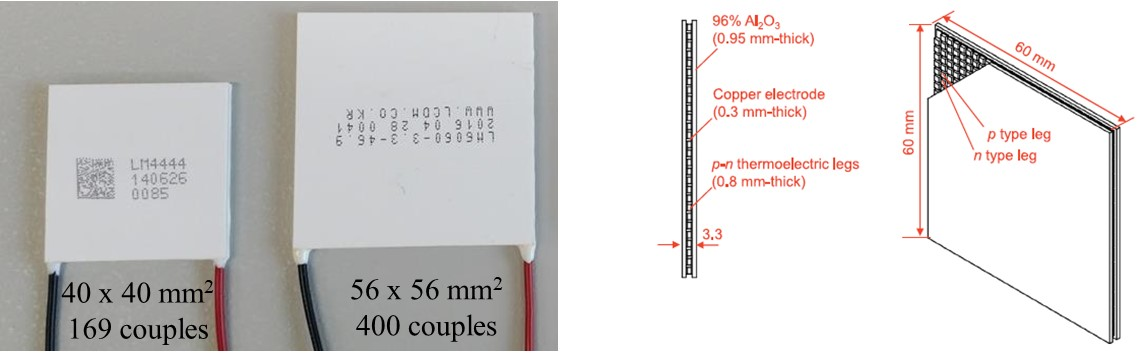 LM4444
140626
0085
40 x 40 mm²
169 couples
LM6060-3.3-46.9
2016 04 28 0041
WWW.LCDM.CO.KR
56 x 56 mm²
400 couples
96% Al₂O₃
(0.95 mm-thick)
Copper electrode
(0.3 mm-thick)
p-n thermoelectric legs
(0.8 mm-thick)
3.3
60 mm
60 mm
p type leg
n type leg